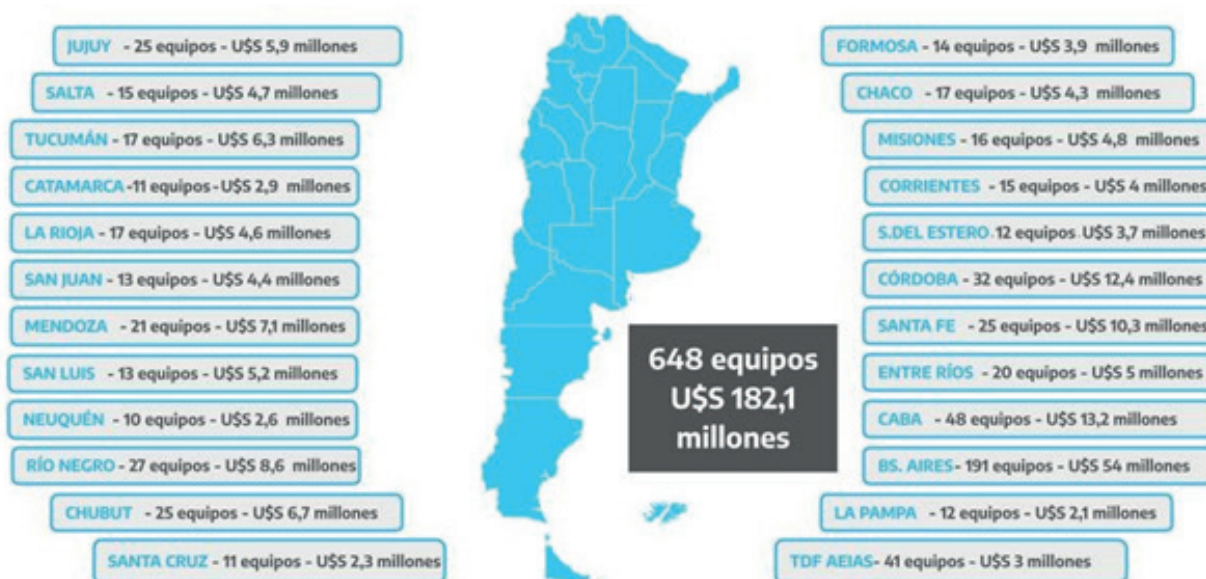 JUJUY - 25 equipos - U$S 5,9 millones
SALTA - 15 equipos - U$S 4,7 millones
TUCUMÁN - 17 equipos - U$S 6,3 millones
CATAMARCA -11 equipos - U$S 2,9 millones
LA RIOJA - 17 equipos - U$S 4,6 millones
SAN JUAN - 13 equipos - U$S 4,4 millones
MENDOZA - 21 equipos - U$S 7,1 millones
SAN LUIS - 13 equipos - U$S 5,2 millones
NEUQUÉN - 10 equipos - U$S 2,6 millones
RÍO NEGRO - 27 equipos - U$S 8,6 millones
CHUBUT - 25 equipos - U$S 6,7 millones
SANTA CRUZ - 11 equipos - U$S 2,3 millones
648 equipos
U$S 182,1
millones
FORMOSA - 14 equipos - U$S 3,9 millones
CHACO - 17 equipos - U$S 4,3 millones
MISIONES - 16 equipos - U$S 4,8 millones
CORRIENTES - 15 equipos - U$S 4 millones
S.DEL ESTERO - 12 equipos - U$S 3,7 millones
CÓRDOBA - 32 equipos - U$S 12,4 millones
SANTA FE - 25 equipos - U$S 10,3 millones
ENTRE RÍOS - 20 equipos - U$S 5 millones
CABA - 48 equipos - U$S 13,2 millones
BS. AIRES- 191 equipos - U$S 54 millones
LA PAMPA - 12 equipos - U$S 2,1 millones
TDF AEIAS- 41 equipos - U$S 3 millones